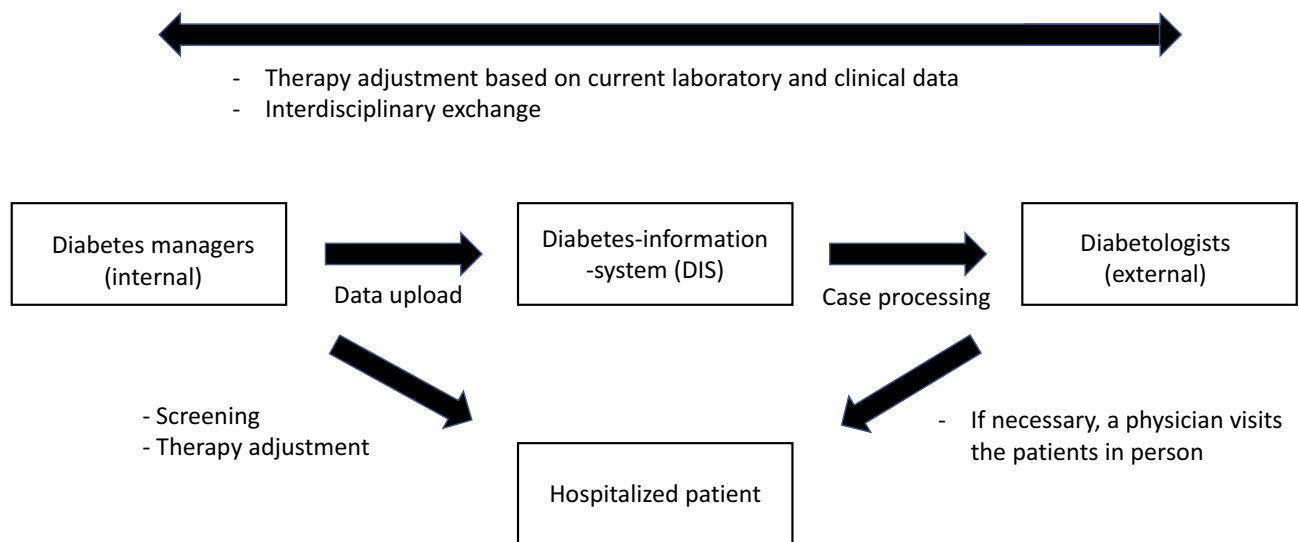 - Therapy adjustment based on current laboratory and clinical data
- Interdisciplinary exchange
Diabetes managers
(internal)
Data upload
Diabetes-information
-system (DIS)
Case processing
Diabetologists
(external)
- Screening
- Therapy adjustment
- If necessary, a physician visits
the patients in person
Hospitalized patient